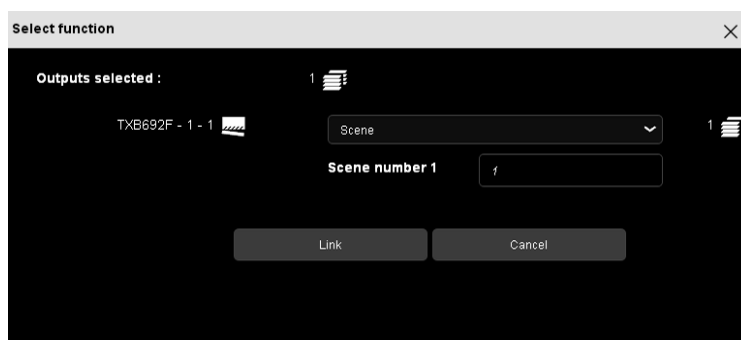 Select function
Outputs selected : 1
TXB692F - 1 - 1 Scene 1
Scene number 1 1
Link Cancel